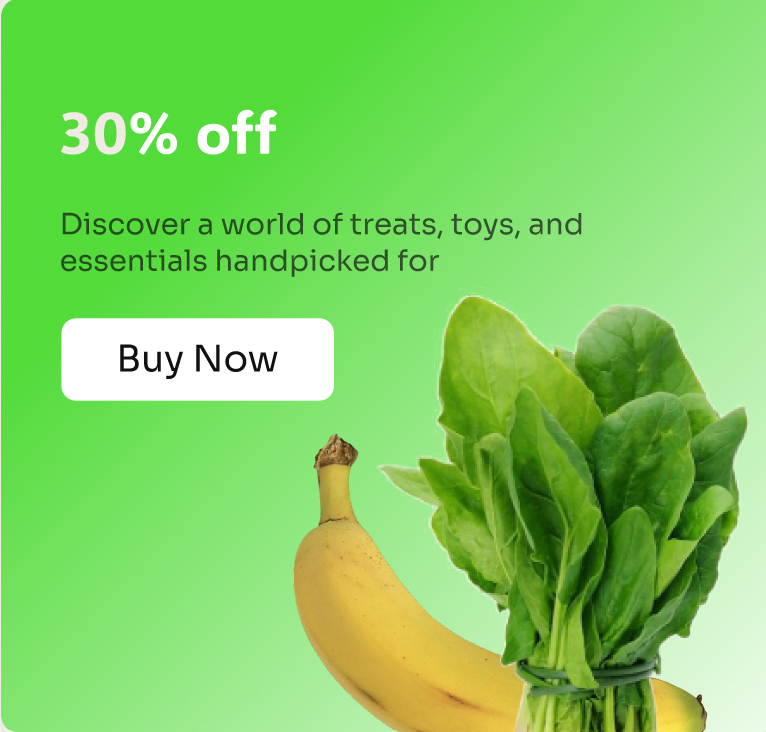 30% off
Discover a world of treats, toys, and
essentials handpicked for
Buy Now